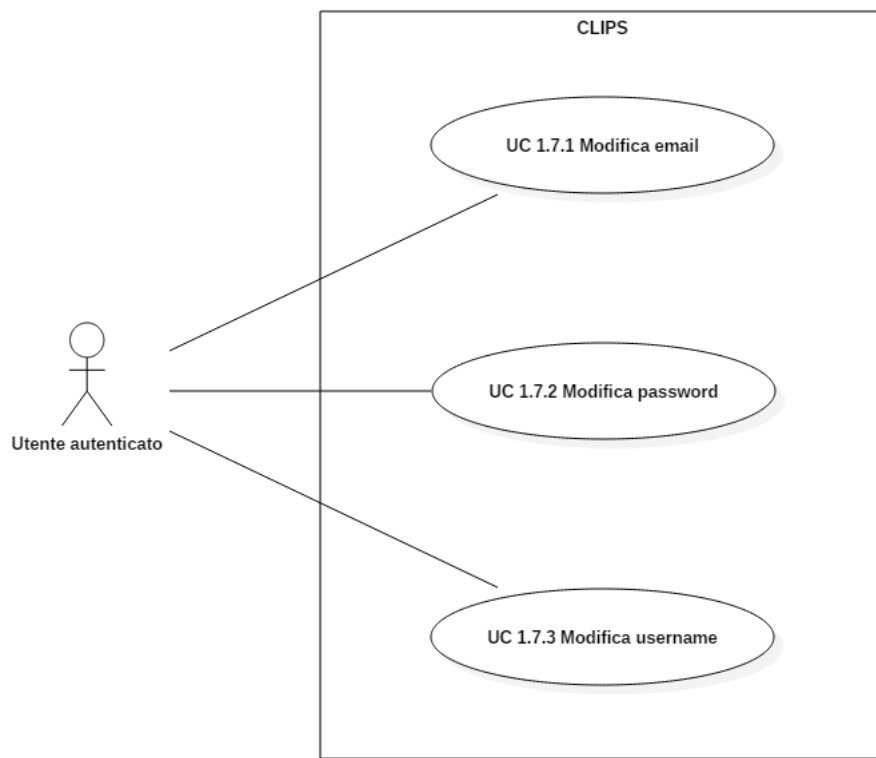 CLIPS
UC 1.7.1 Modifica email
UC 1.7.2 Modifica password
Utente autenticato
UC 1.7.3 Modifica username